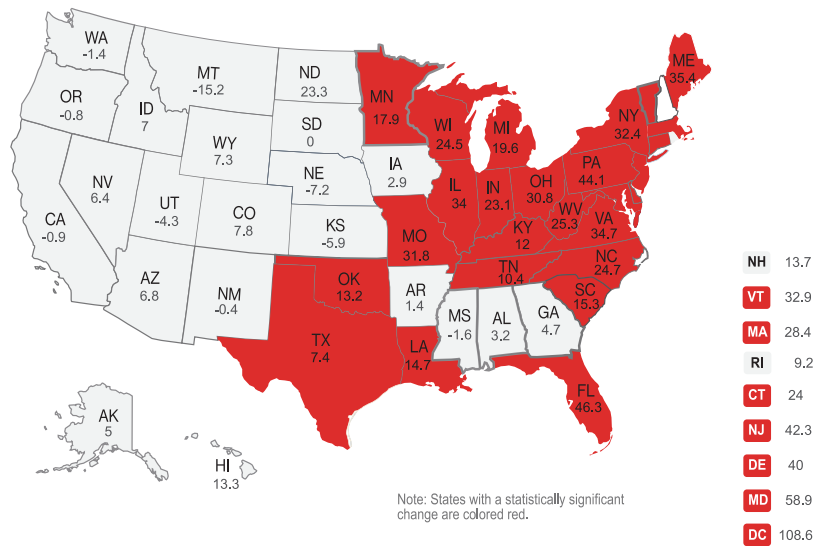 WA
-1.4
OR
-0.8
CA
-0.9
NV
6.4
ID
7
MT
-15.2
WY
7.3
UT
-4.3
AZ
6.8
CO
7.8
NM
-0.4
ND
23.3
SD
0
NE
-7.2
KS
-5.9
OK
13.2
TX
7.4
MN
17.9
IA
2.9
MO
31.8
AR
1.4
LA
14.7
WI
24.5
IL
34
MI
19.6
IN
23.1
OH
30.8
KY
12
TN
10.4
MS
-1.6
AL
3.2
GA
4.7
FL
46.3
SC
15.3
NC
24.7
VA
34.7
WV
25.3
PA
44.1
NY
32.4
ME
35.4
AK
5
HI
13.3
NH 13.7
VT 32.9
MA 28.4
RI 9.2
CT 24
NJ 42.3
DE 40
MD 58.9
DC 108.6
Note: States with a statistically significant
change are colored red.